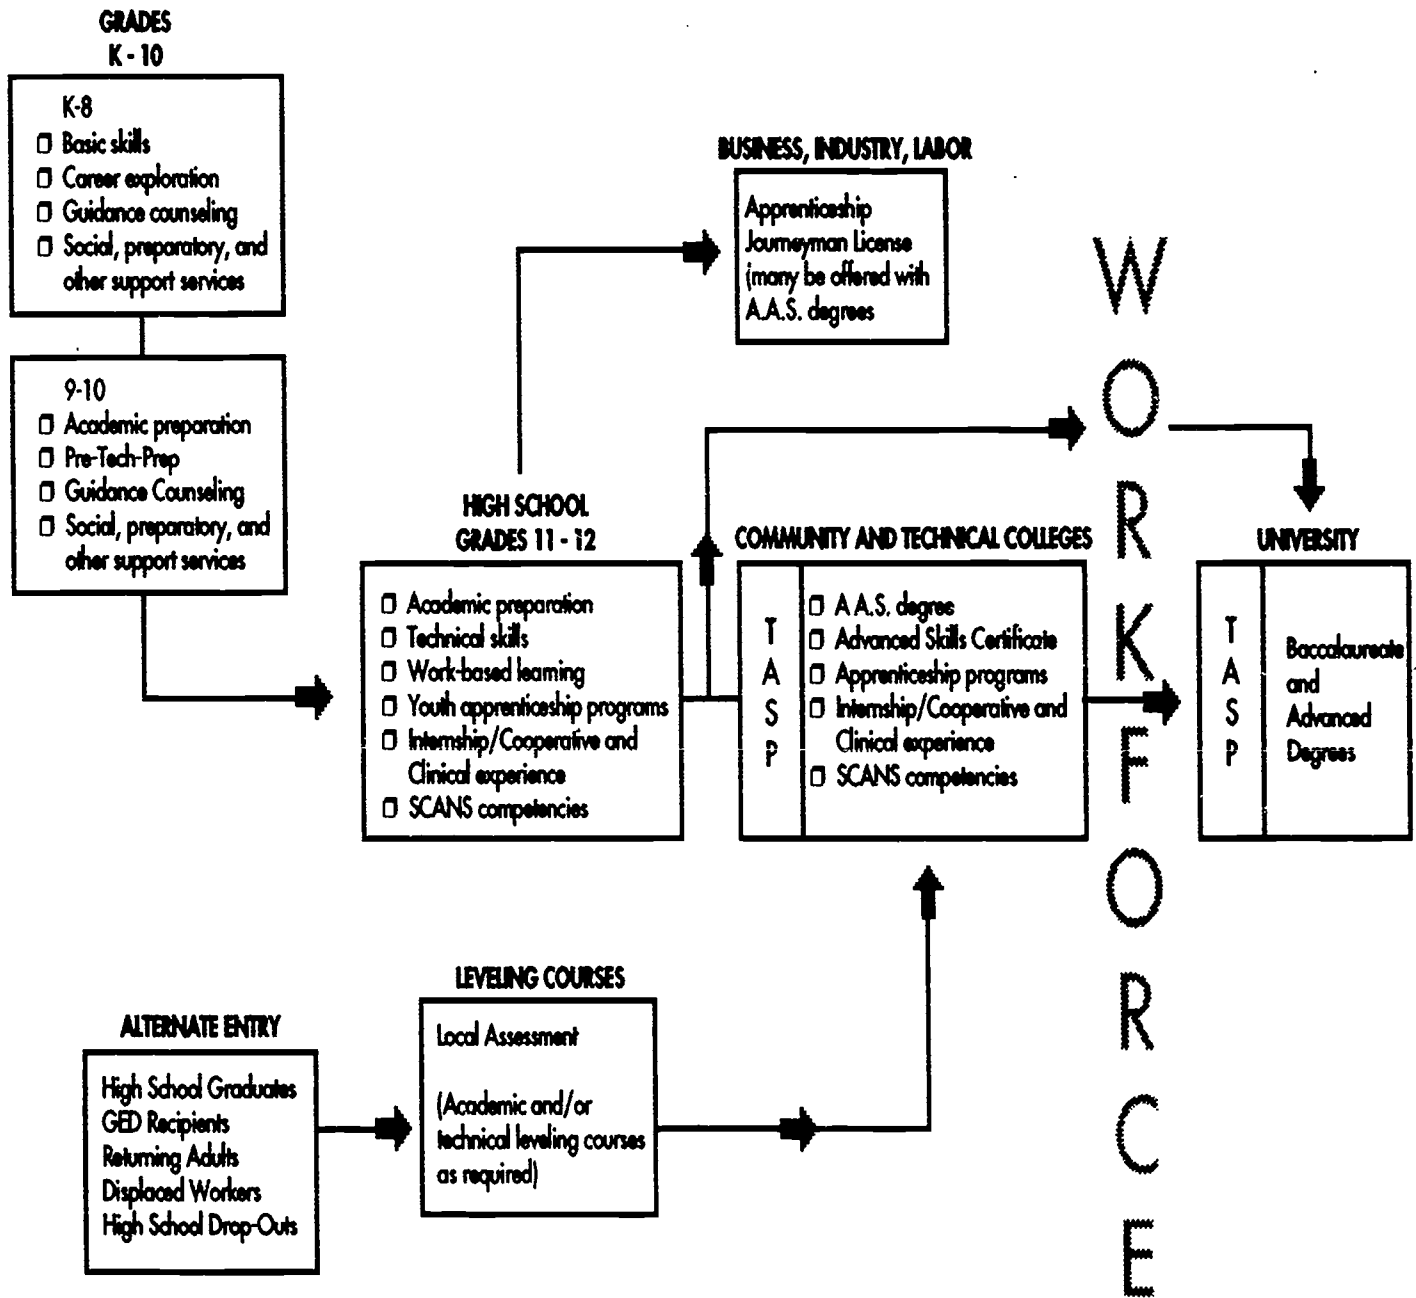 GRADES
K - 10
K-8
❒ Basic skills
❒ Career exploration
❒ Guidance counseling
❒ Social, preparatory, and
other support services
9-10
❒ Academic preparation
❒ Pre-Tech-Prep
❒ Guidance Counseling
❒ Social, preparatory, and
other support services
BUSINESS, INDUSTRY, LABOR
Apprenticeship
Journeyman License
(many be offered with
A.A.S. degrees
HIGH SCHOOL
GRADES 11 - 12
❒ Academic preparation
❒ Technical skills
❒ Work-based learning
❒ Youth apprenticeship programs
❒ Internship/Cooperative and
Clinical experience
❒ SCANS competencies
COMMUNITY AND TECHNICAL COLLEGES
TASP
❒ A A.S. degree
❒ Advanced Skills Certificate
❒ Apprenticeship programs
❒ Internship/Cooperative and
Clinical experience
❒ SCANS competencies
WORKFORCE
UNIVERSITY
TASP
Baccalaureate
and
Advanced
Degrees
ALTERNATE ENTRY
High School Graduates
GED Recipients
Returning Adults
Displaced Workers
High School Drop-Outs
LEVELING COURSES
Local Assessment
(Academic and/or
technical leveling courses
as required)